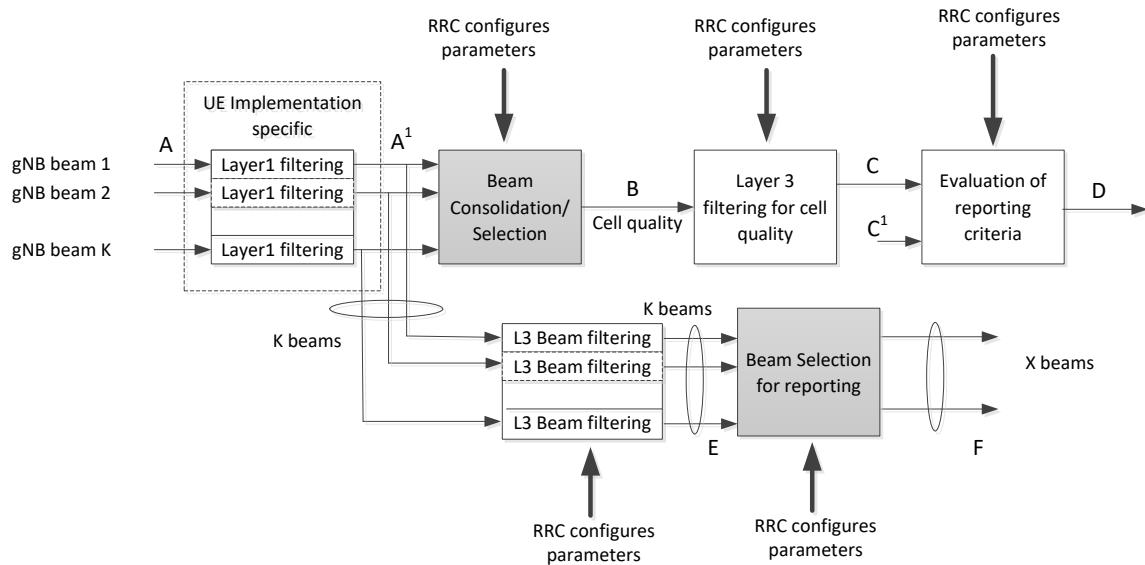 RRC configures
parameters
RRC configures
parameters
RRC configures
parameters
UE Implementation
specific
A
A¹
gNB beam 1
Layer1 filtering
gNB beam 2
Layer1 filtering
gNB beam K
Layer1 filtering
Beam
Consolidation/
Selection
B
Cell quality
Layer 3
filtering for cell
quality
C
C¹
Evaluation of
reporting
criteria
D
K beams
L3 Beam filtering
L3 Beam filtering
L3 Beam filtering
K beams
E
Beam Selection
for reporting
X beams
F
RRC configures
parameters
RRC configures
parameters